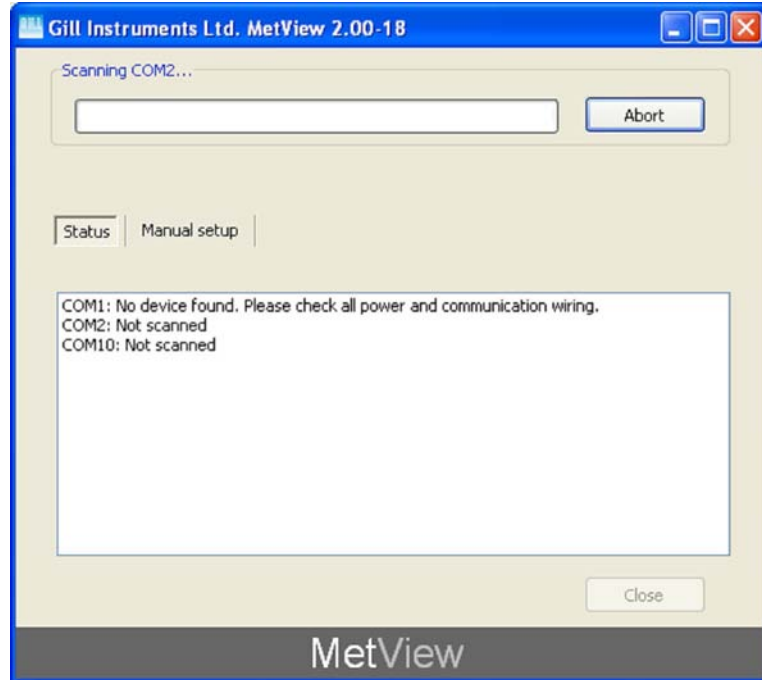 Gill Instruments Ltd. MetView 2.00-18
Scanning COM2...
Abort
Status
Manual setup
COM1: No device found. Please check all power and communication wiring.
COM2: Not scanned
COM10: Not scanned
Close
MetView